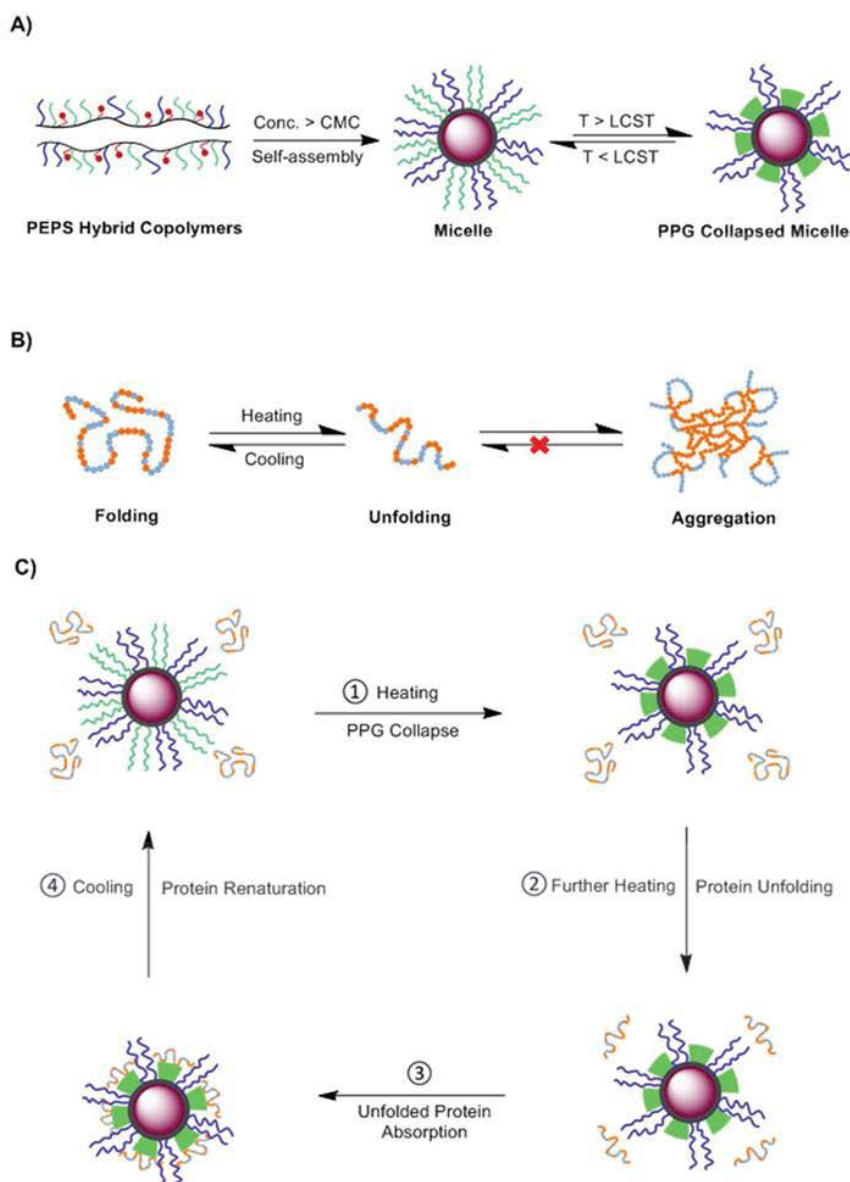 A)
Conc. > CMC
Self-assembly
T > LCST
T < LCST
PEPS Hybrid Copolymers
Micelle
PPG Collapsed Micelle
B)
Heating
Cooling
Folding
Unfolding
Aggregation
C)
① Heating
PPG Collapse
④ Cooling
Protein Renaturation
② Further Heating
Protein Unfolding
③
Unfolded Protein
Absorption